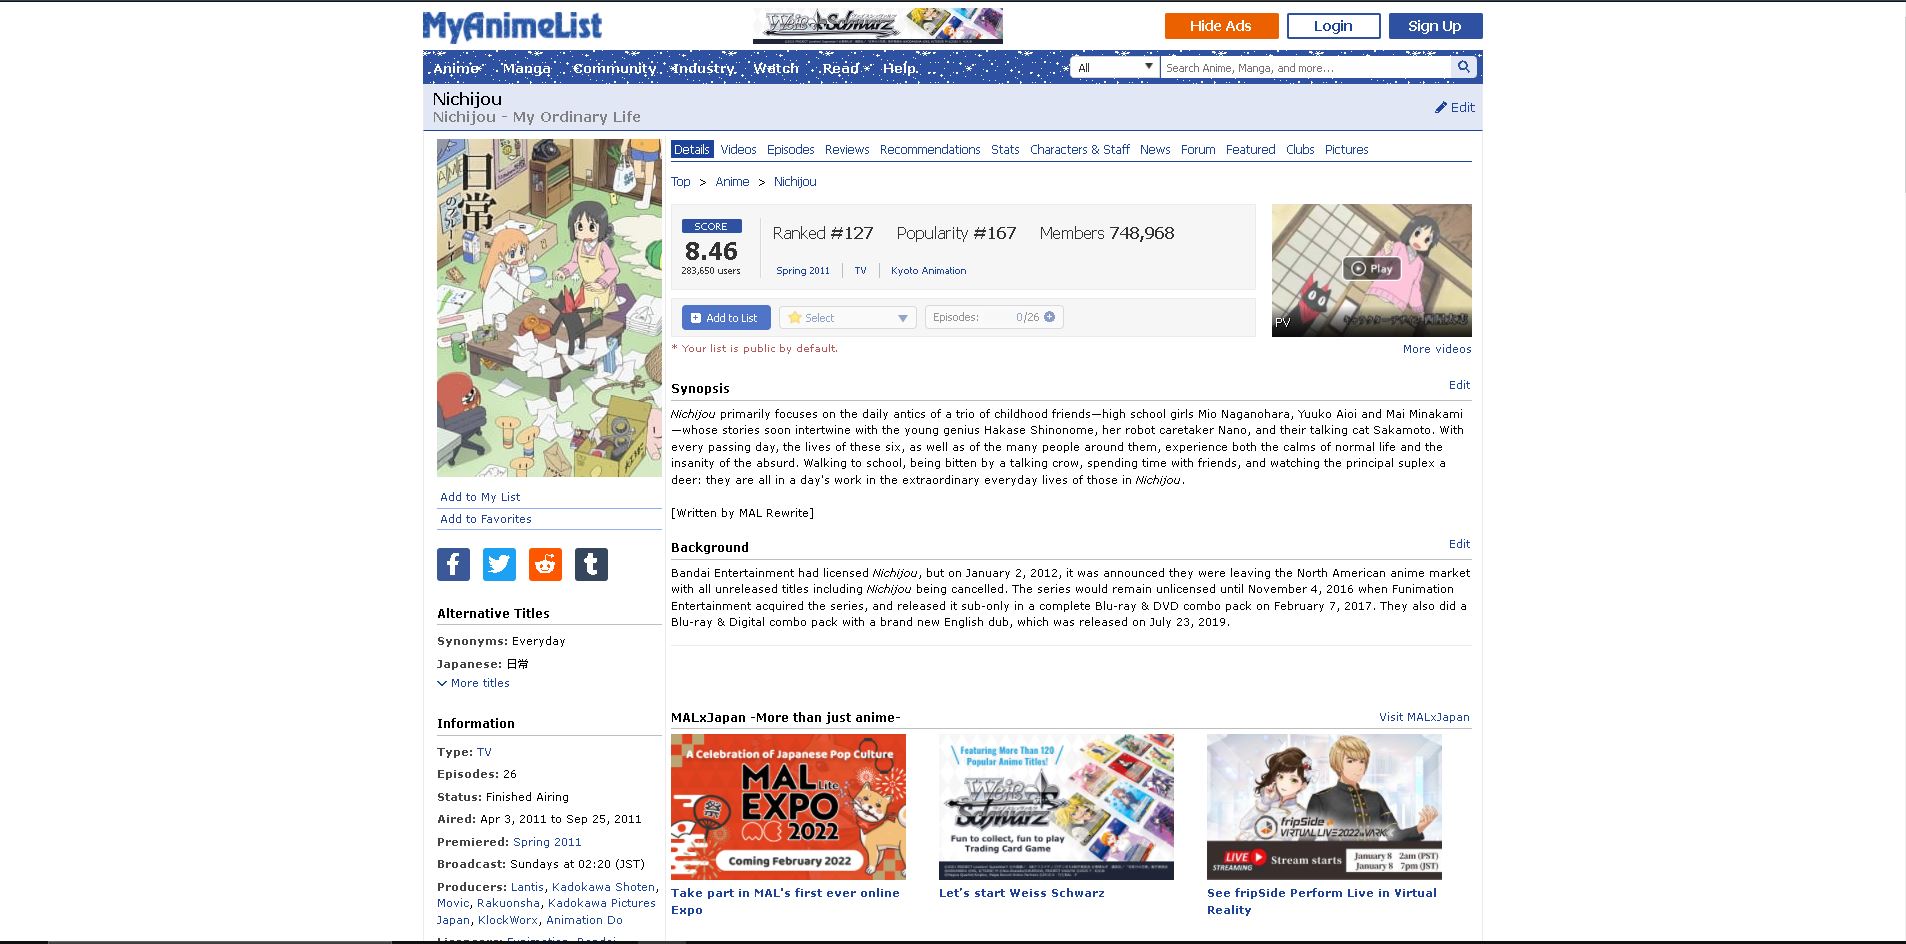 MyAnimeList
Weiß Schwarz
Hide Ads
Login
Sign Up
Anime
Manga
Community
Industry
Watch
Read
Help
All
Search Anime, Manga, and more...
Nichijou
Nichijou - My Ordinary Life
Edit
日常
のブルーレイ
Add to My List
Add to Favorites
Alternative Titles
Synonyms: Everyday
Japanese: 日常
More titles
Information
Type: TV
Episodes: 26
Status: Finished Airing
Aired: Apr 3, 2011 to Sep 25, 2011
Premiered: Spring 2011
Broadcast: Sundays at 02:20 (JST)
Producers: Lantis, Kadokawa Shoten,
Movic, Rakuonsha, Kadokawa Pictures
Japan, KlockWorx, Animation Do
Licensors: Funimation, Bandai
Details Videos Episodes Reviews Recommendations Stats Characters & Staff News Forum Featured Clubs Pictures
Top > Anime > Nichijou
SCORE
8.46
283,650 users
Ranked #127 Popularity #167 Members 748,968
Spring 2011 TV Kyoto Animation
Add to List
Select
Episodes: 0/26
* Your list is public by default.
Play
PV
More videos
Synopsis
Edit
Nichijou primarily focuses on the daily antics of a trio of childhood friends—high school girls Mio Naganohara, Yuuko Aioi and Mai Minakami
—whose stories soon intertwine with the young genius Hakase Shinonome, her robot caretaker Nano, and their talking cat Sakamoto. With
every passing day, the lives of these six, as well as of the many people around them, experience both the calms of normal life and the
insanity of the absurd. Walking to school, being bitten by a talking crow, spending time with friends, and watching the principal suplex a
deer: they are all in a day's work in the extraordinary everyday lives of those in Nichijou.
[Written by MAL Rewrite]
Background
Edit
Bandai Entertainment had licensed Nichijou, but on January 2, 2012, it was announced they were leaving the North American anime market
with all unreleased titles including Nichijou being cancelled. The series would remain unlicensed until November 4, 2016 when Funimation
Entertainment acquired the series, and released it sub-only in a complete Blu-ray & DVD combo pack on February 7, 2017. They also did a
Blu-ray & Digital combo pack with a brand new English dub, which was released on July 23, 2019.
MALxJapan -More than just anime-
Visit MALxJapan
A Celebration of Japanese Pop Culture
MAL Lite
EXPO
2022
祭
Coming February 2022
Take part in MAL's first ever online
Expo
Featuring More Than 120
Popular Anime Titles!
Weiß
Schwarz
Fun to collect, fun to play
Trading Card Game
Let's start Weiss Schwarz
fripSide
VIRTUAL LIVE 2022 in VARK
LIVE
STREAMING
Stream starts
January 8 2am (PST)
January 8 7pm (JST)
See fripSide Perform Live in Virtual
Reality